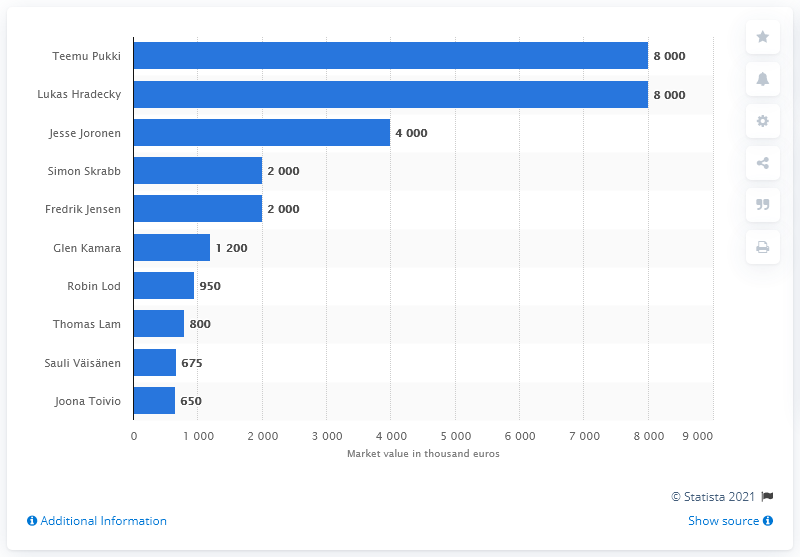 Teemu Pukki 8 000
Lukas Hradecky 8 000
Jesse Joronen 4 000
Simon Skrabb 2 000
Fredrik Jensen 2 000
Glen Kamara 1 200
Robin Lod 950
Thomas Lam 800
Sauli Väisänen 675
Joona Toivio 650
0 1 000 2 000 3 000 4 000 5 000 6 000 7 000 8 000 9 000
Market value in thousand euros
© Statista 2021
Additional Information Show source